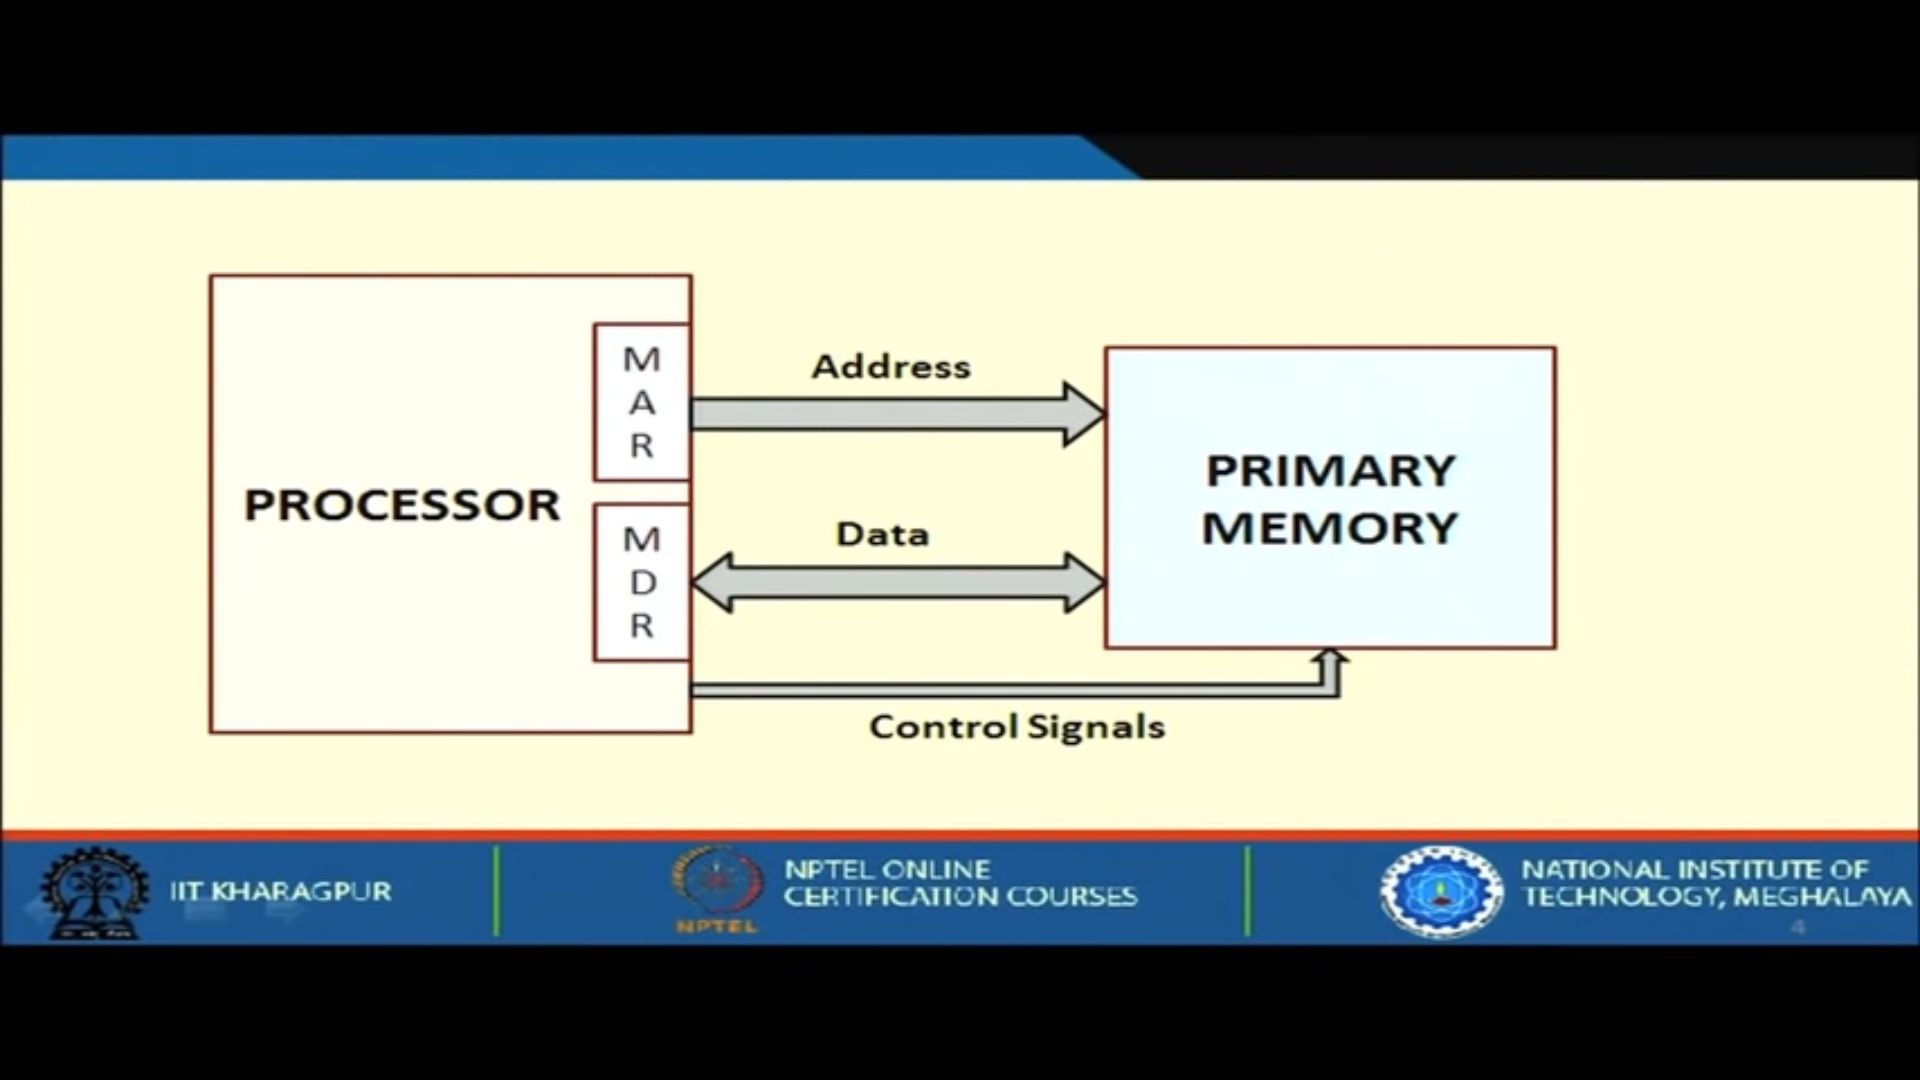 M
A
R
Address
PROCESSOR
PRIMARY
MEMORY
M
D
R
Data
Control Signals
IIT KHARAGPUR
NPTEL
NPTEL ONLINE
CERTIFICATION COURSES
NATIONAL INSTITUTE OF
TECHNOLOGY, MEGHALAYA
4